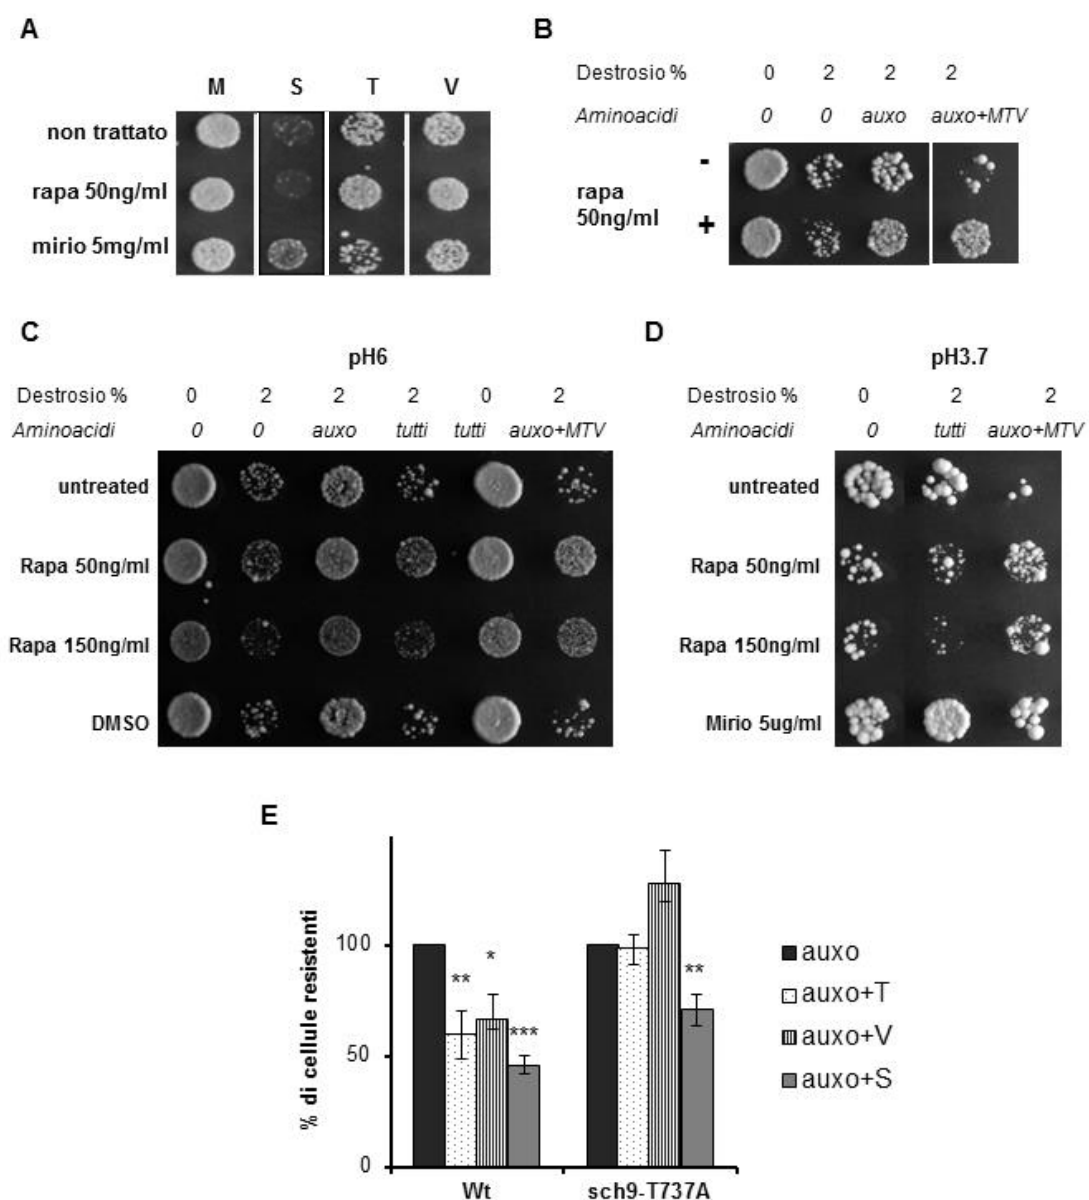 A
M S T V
non trattato
rapa 50ng/ml
mirio 5mg/ml
B
Destrosio % 0 2 2 2
Aminoacidi 0 0 auxo auxo+MTV
-
rapa
50ng/ml
+
C
pH6
Destrosio % 0 2 2 2 0 2
Aminoacidi 0 0 auxo tutti tutti auxo+MTV
untreated
Rapa 50ng/ml
Rapa 150ng/ml
DMSO
D
pH3.7
Destrosio % 0 2 2
Aminoacidi 0 tutti auxo+MTV
untreated
Rapa 50ng/ml
Rapa 150ng/ml
Mirio 5ug/ml
E
% di cellule resistenti
100
50
0
**
*
***
**
Wt sch9-T737A
auxo
auxo+T
auxo+V
auxo+S